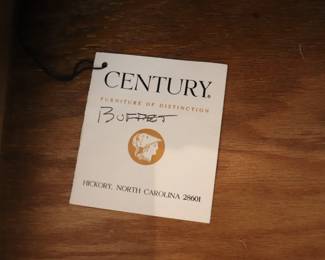 CENTURY®
FURNITURE OF DISTINCTION
BUFFET
HICKORY, NORTH CAROLINA 28601